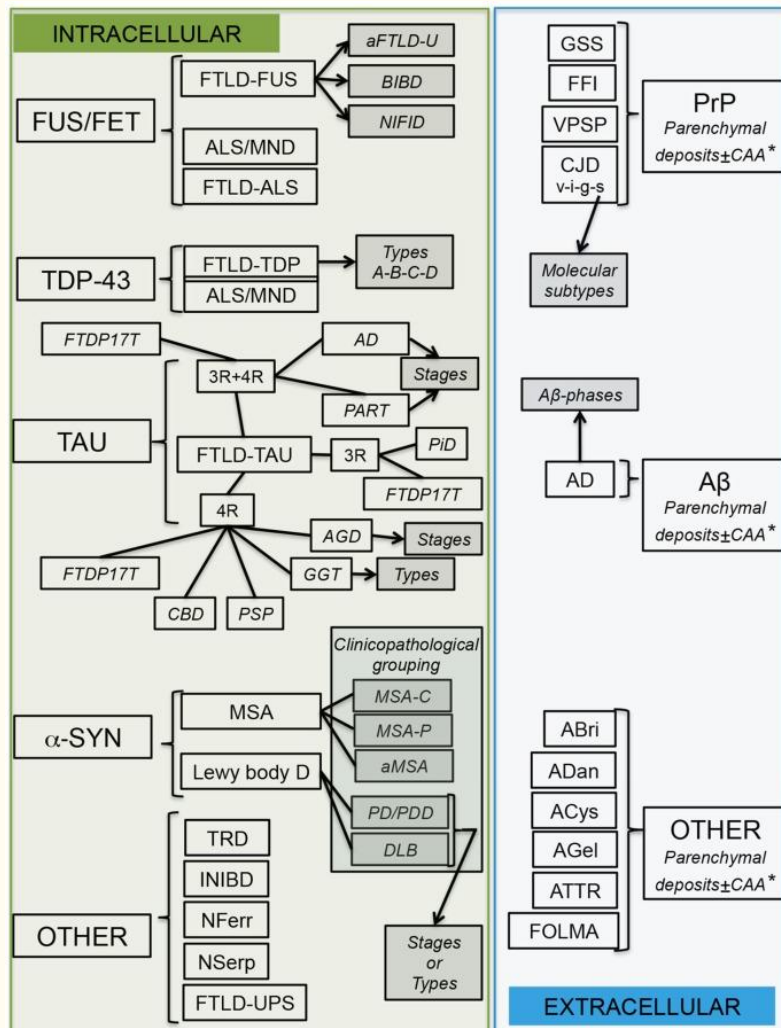 INTRACELLULAR
FUS/FET
FTLD-FUS
aFTLD-U
BIBD
NIFID
ALS/MND
FTLD-ALS
TDP-43
FTLD-TDP
Types
A-B-C-D
ALS/MND
FTDP17T
3R+4R
AD
Stages
PART
TAU
FTLD-TAU
3R
PiD
FTDP17T
4R
AGD
Stages
FTDP17T
GGT
Types
CBD
PSP
Clinicopathological
grouping
α-SYN
MSA
MSA-C
MSA-P
aMSA
Lewy body D
PD/PDD
DLB
Stages
or
Types
OTHER
TRD
INIBD
NFerr
NSerp
FTLD-UPS
GSS
FFI
VPSP
CJD
v-i-g-s
PrP
Parenchymal
deposits±CAA*
Molecular
subtypes
Aβ-phases
AD
Aβ
Parenchymal
deposits±CAA*
ABri
ADan
ACys
AGel
ATTR
FOLMA
OTHER
Parenchymal
deposits±CAA*
EXTRACELLULAR